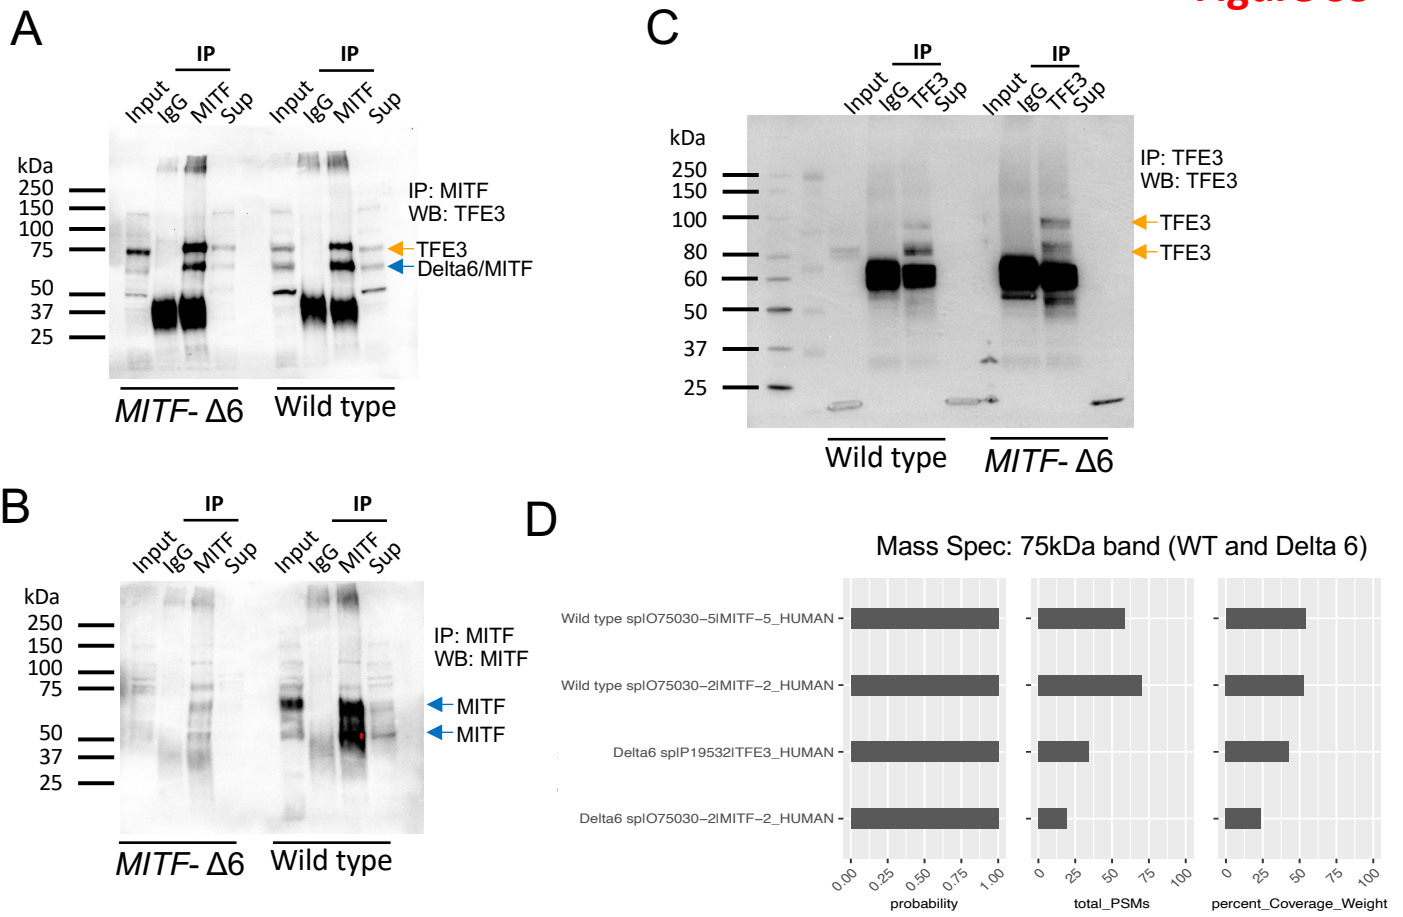 A
IP
IP
Input
IgG
MITF
Sup
Input
IgG
MITF
Sup
kDa
250
150
100
75
50
37
25
IP: MITF
WB: TFE3
TFE3
Delta6/MITF
MITF- Δ6
Wild type
B
IP
IP
Input
IgG
MITF
Sup
Input
IgG
MITF
Sup
kDa
250
150
100
75
50
37
25
IP: MITF
WB: MITF
MITF
MITF
MITF- Δ6
Wild type
C
IP
IP
Input
IgG
TFE3
Sup
Input
IgG
TFE3
Sup
kDa
250
150
100
80
60
50
37
25
IP: TFE3
WB: TFE3
TFE3
TFE3
Wild type
MITF- Δ6
D
Mass Spec: 75kDa band (WT and Delta 6)
Wild type sp|O75030−5|MITF−5_HUMAN
Wild type sp|O75030−2|MITF−2_HUMAN
Delta6 sp|P19532|TFE3_HUMAN
Delta6 sp|O75030−2|MITF−2_HUMAN
0.00 0.25 0.50 0.75 1.00
probability
0 25 50 75 100
total_PSMs
0 25 50 75 100
percent_Coverage_Weight